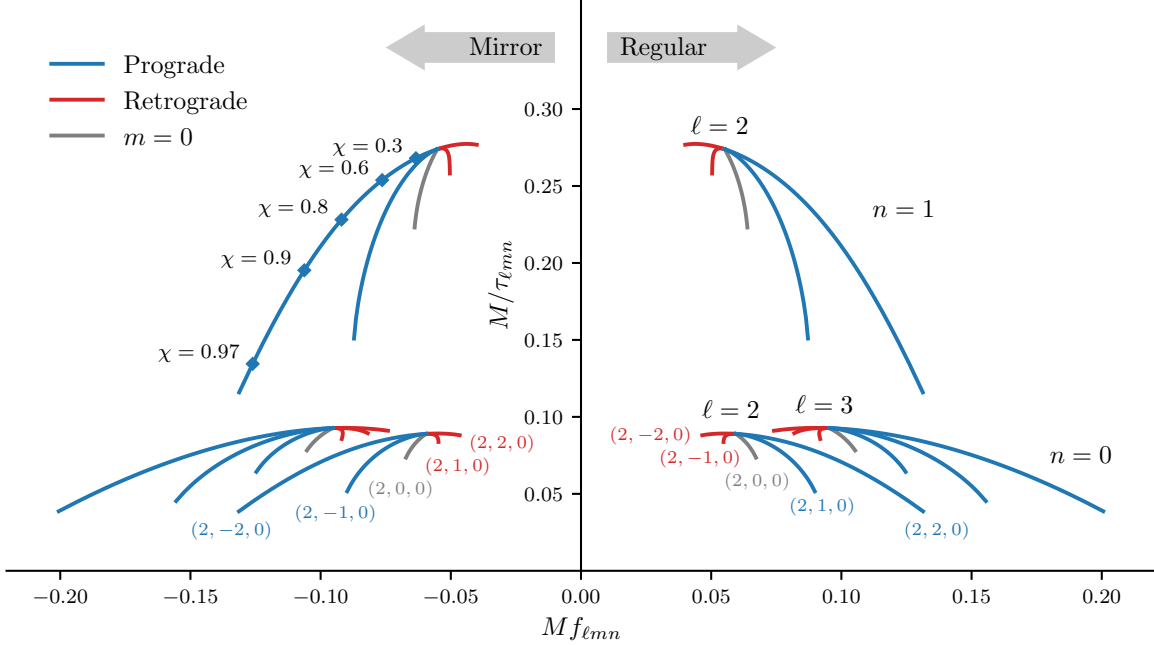 Mirror
Regular
Prograde
Retrograde
m = 0
χ = 0.3
χ = 0.6
χ = 0.8
χ = 0.9
χ = 0.97
ℓ = 2
n = 1
ℓ = 2
ℓ = 3
n = 0
(2, 2, 0)
(2, 1, 0)
(2, 0, 0)
(2, −1, 0)
(2, −2, 0)
(2, −2, 0)
(2, −1, 0)
(2, 0, 0)
(2, 1, 0)
(2, 2, 0)
0.30
0.25
0.20
0.15
0.10
0.05
M/τℓmn
−0.20
−0.15
−0.10
−0.05
0.00
0.05
0.10
0.15
0.20
Mfℓmn